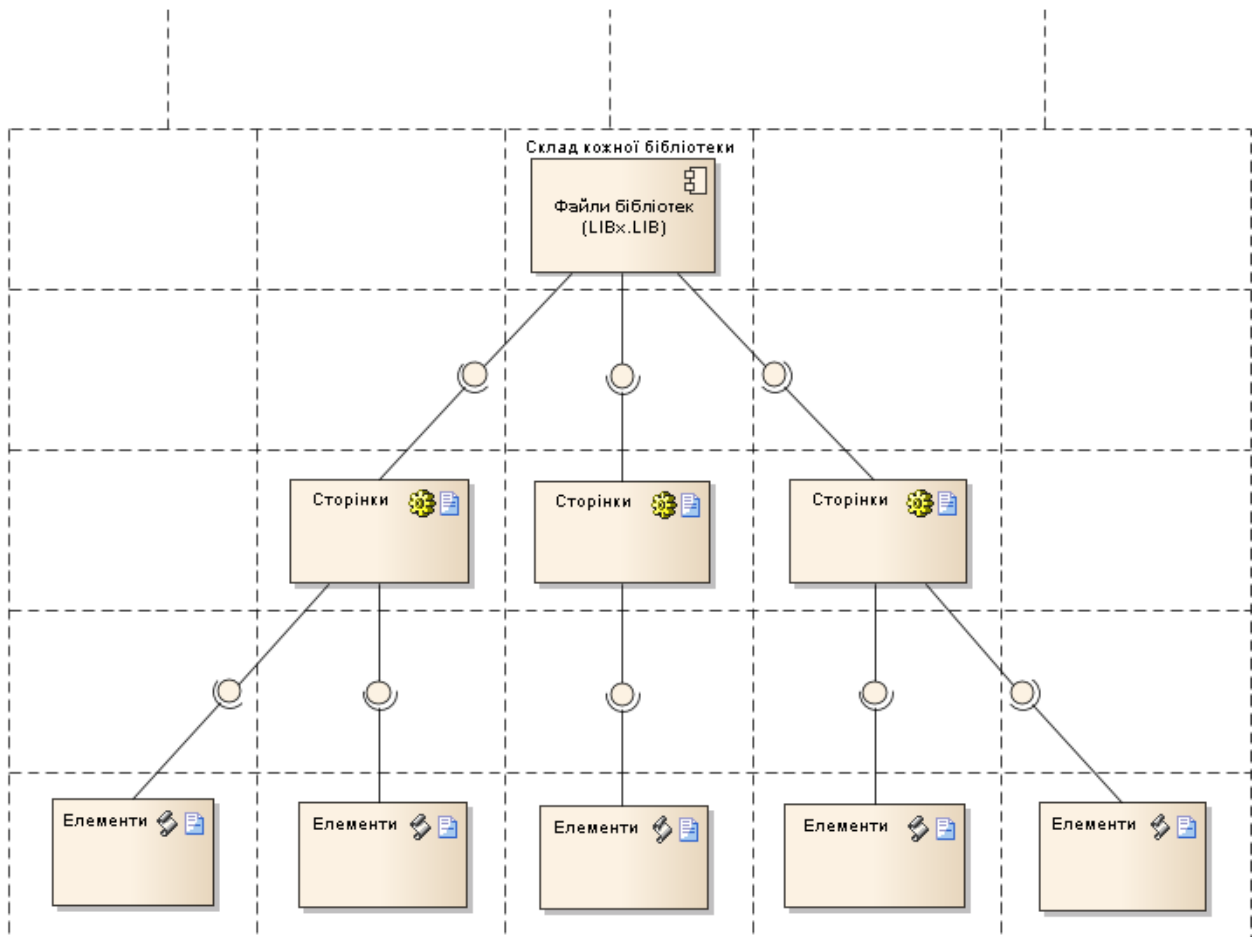 Склад кожної бібліотеки
Файли бібліотек
(LIBx.LIB)
Сторінки
Сторінки
Сторінки
Елементи
Елементи
Елементи
Елементи
Елементи